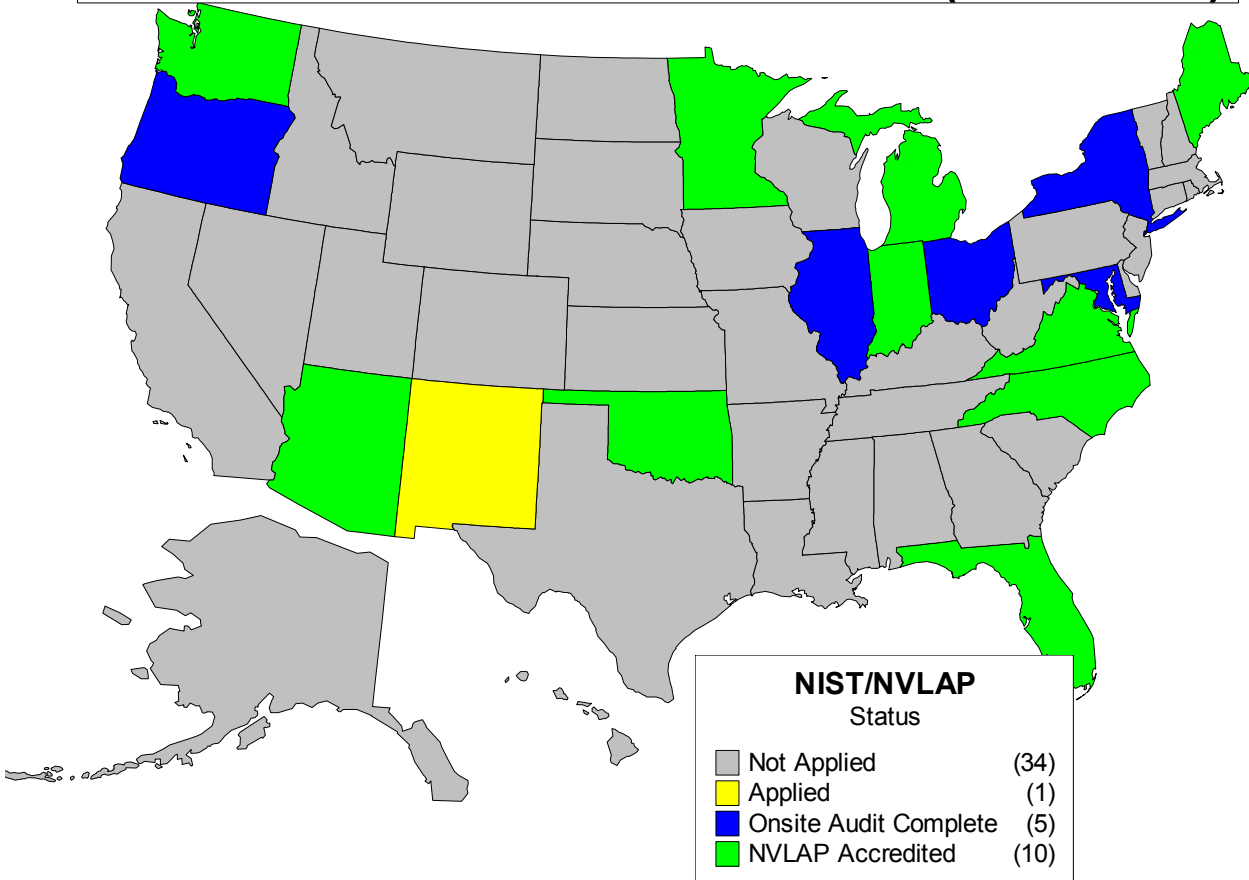 NIST/NVLAP
Status
Not Applied (34)
Applied (1)
Onsite Audit Complete (5)
NVLAP Accredited (10)